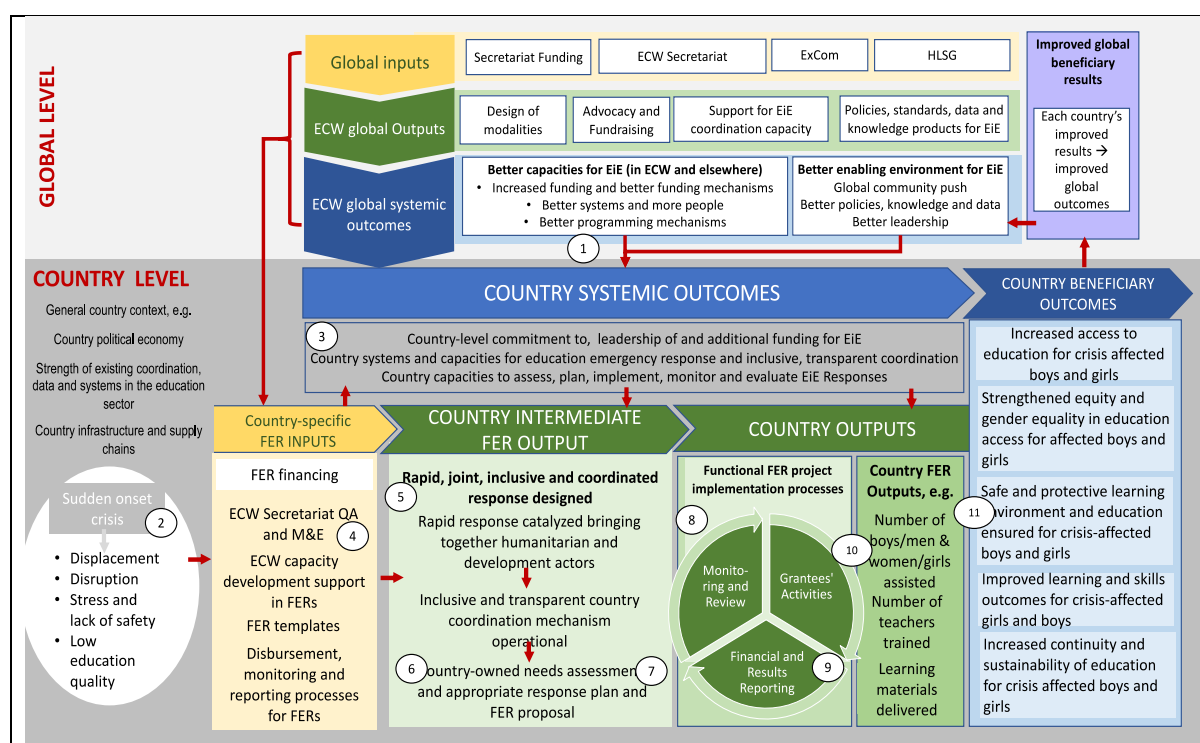 GLOBAL LEVEL
Global inputs
Secretariat Funding
ECW Secretariat
ExCom
HLSG
Improved global
beneficiary
results
Each country's
improved
results →
improved
global
outcomes
ECW global Outputs
Design of
modalities
Advocacy and
Fundraising
Support for EiE
coordination capacity
Policies, standards, data and
knowledge products for EiE
ECW global systemic
outcomes
Better capacities for EiE (in ECW and elsewhere)
• Increased funding and better funding mechanisms
• Better systems and more people
• Better programming mechanisms
Better enabling environment for EiE
Global community push
Better policies, knowledge and data
Better leadership
1
COUNTRY LEVEL
General country context, e.g.
Country political economy
Strength of existing coordination,
data and systems in the education
sector
Country infrastructure and supply
chains
Sudden onset
crisis
2
• Displacement
• Disruption
• Stress and
lack of safety
• Low
education
quality
COUNTRY SYSTEMIC OUTCOMES
3
Country-level commitment to, leadership of and additional funding for EiE
Country systems and capacities for education emergency response and inclusive, transparent coordination
Country capacities to assess, plan, implement, monitor and evaluate EiE Responses
Country-specific
FER INPUTS
FER financing
ECW Secretariat QA
and M&E
4
ECW capacity
development support
in FERs
FER templates
Disbursement,
monitoring and
reporting processes
for FERs
COUNTRY INTERMEDIATE
FER OUTPUT
5
Rapid, joint, inclusive and coordinated
response designed
Rapid response catalyzed bringing
together humanitarian and
development actors
Inclusive and transparent country
coordination mechanism
operational
6
7
ountry-owned needs assessmen
and appropriate response plan and
FER proposal
COUNTRY OUTPUTS
Functional FER project
implementation processes
8
Monito-
ring and
Review
Grantees'
Activities
10
Financial and
Results
Reporting
9
Country FER
Outputs, e.g.
Number of
boys/men &
women/girls
assisted
Number of
teachers
trained
Learning
materials
delivered
COUNTRY BENEFICIARY
OUTCOMES
Increased access to
education for crisis affected
boys and girls
Strengthened equity and
gender equality in education
access for affected boys and
girls
11
Safe and protective learning
environment and education
ensured for crisis-affected
boys and girls
Improved learning and skills
outcomes for crisis-affected
girls and boys
Increased continuity and
sustainability of education
for crisis affected boys and
girls